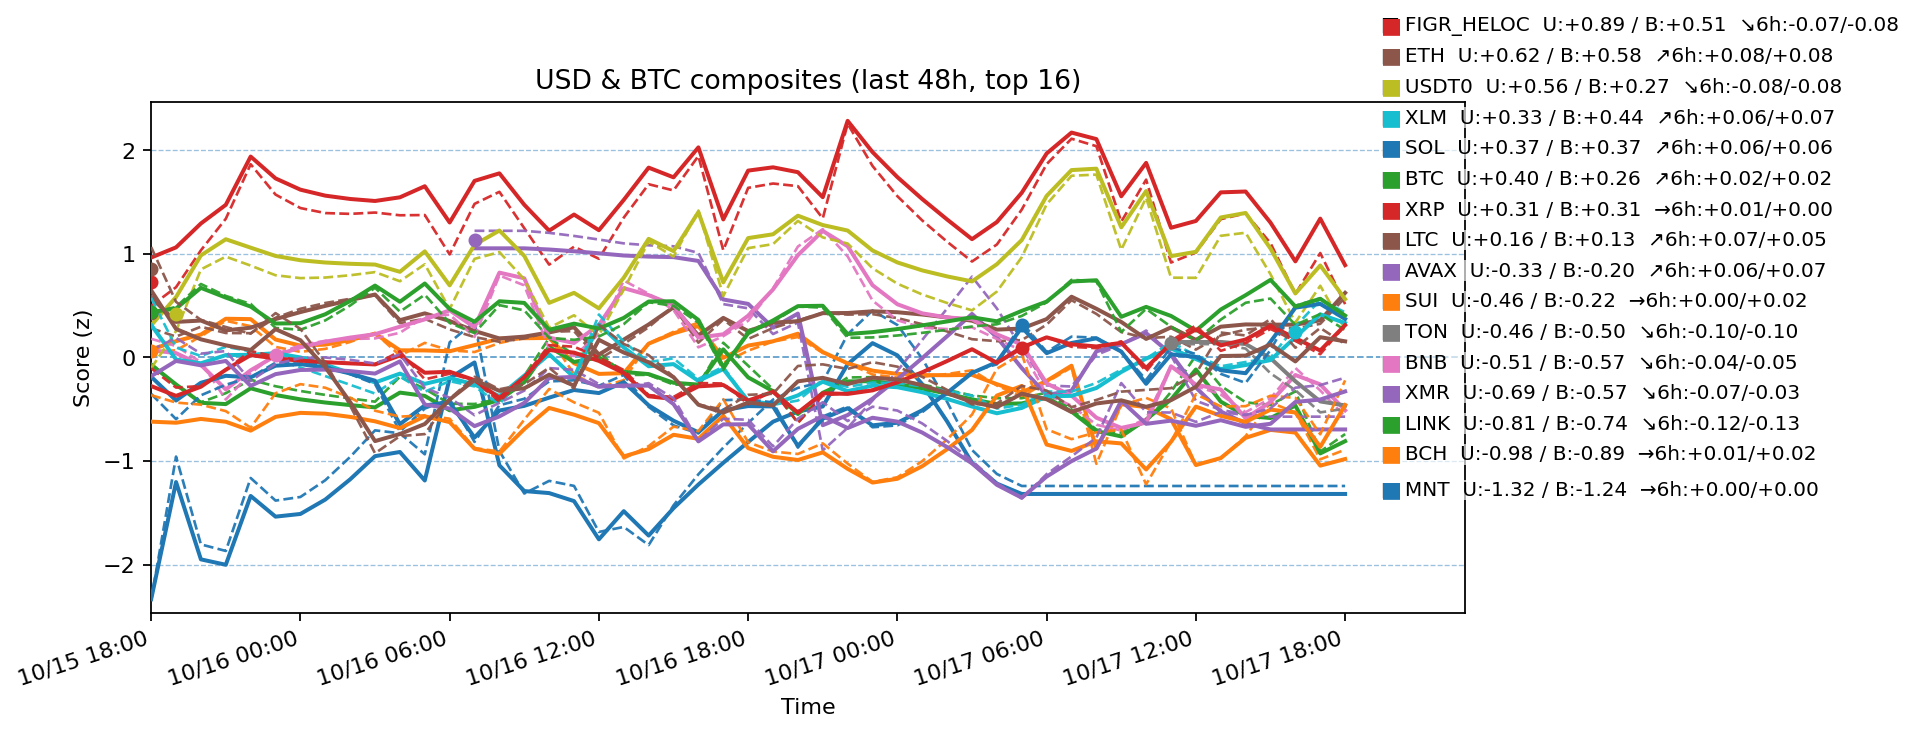 USD & BTC composites (last 48h, top 16)
FIGR_HELOC U:+0.89 / B:+0.51 ↘6h:-0.07/-0.08
ETH U:+0.62 / B:+0.58 ↗6h:+0.08/+0.08
USDT0 U:+0.56 / B:+0.27 ↘6h:-0.08/-0.08
XLM U:+0.33 / B:+0.44 ↗6h:+0.06/+0.07
SOL U:+0.37 / B:+0.37 ↗6h:+0.06/+0.06
BTC U:+0.40 / B:+0.26 ↗6h:+0.02/+0.02
XRP U:+0.31 / B:+0.31 →6h:+0.01/+0.00
LTC U:+0.16 / B:+0.13 ↗6h:+0.07/+0.05
AVAX U:-0.33 / B:-0.20 ↗6h:+0.06/+0.07
SUI U:-0.46 / B:-0.22 →6h:+0.00/+0.02
TON U:-0.46 / B:-0.50 ↘6h:-0.10/-0.10
BNB U:-0.51 / B:-0.57 ↘6h:-0.04/-0.05
XMR U:-0.69 / B:-0.57 ↘6h:-0.07/-0.03
LINK U:-0.81 / B:-0.74 ↘6h:-0.12/-0.13
BCH U:-0.98 / B:-0.89 →6h:+0.01/+0.02
MNT U:-1.32 / B:-1.24 →6h:+0.00/+0.00
Score (z)
2
1
0
−1
−2
10/15 18:00
10/16 00:00
10/16 06:00
10/16 12:00
10/16 18:00
10/17 00:00
10/17 06:00
10/17 12:00
10/17 18:00
Time